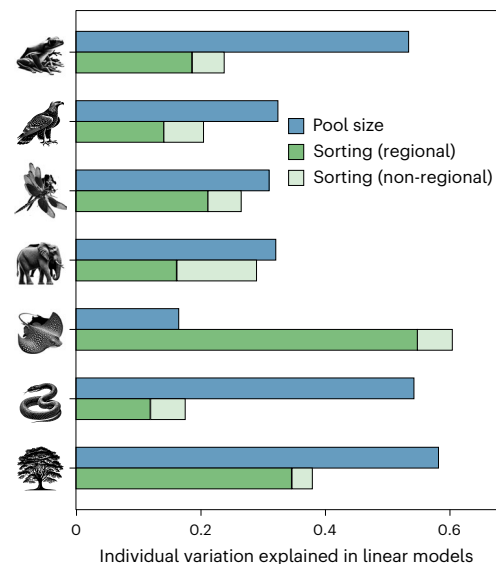 Pool size
Sorting (regional)
Sorting (non-regional)
0
0.2
0.4
0.6
Individual variation explained in linear models